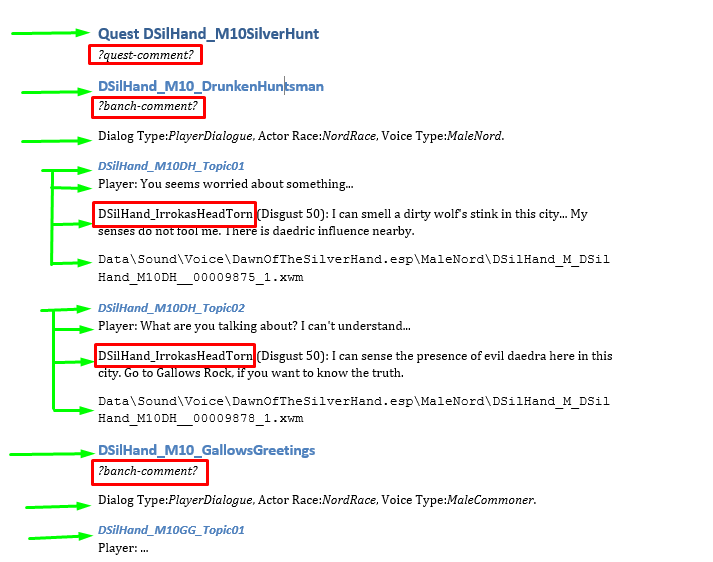 Quest DSilHand_M10SilverHunt
?quest-comment?
DSilHand_M10_DrunkenHuntsman
?banch-comment?
Dialog Type:PlayerDialogue, Actor Race:NordRace, Voice Type:MaleNord.
DSilHand_M10DH_Topic01
Player: You seems worried about something...
DSilHand_IrrokasHeadTorn (Disgust 50): I can smell a dirty wolf's stink in this city... My
senses do not fool me. There is daedric influence nearby.
Data\Sound\Voice\DawnOfTheSilverHand.esp\MaleNord\DSilHand_M_DSil
Hand_M10DH__00009875_1.xwm
DSilHand_M10DH_Topic02
Player: What are you talking about? I can't understand...
DSilHand_IrrokasHeadTorn (Disgust 50): I can sense the presence of evil daedra here in this
city. Go to Gallows Rock, if you want to know the truth.
Data\Sound\Voice\DawnOfTheSilverHand.esp\MaleNord\DSilHand_M_DSil
Hand_M10DH__00009878_1.xwm
DSilHand_M10_GallowsGreetings
?banch-comment?
Dialog Type:PlayerDialogue, Actor Race:NordRace, Voice Type:MaleCommoner.
DSilHand_M10GG_Topic01
Player: ...